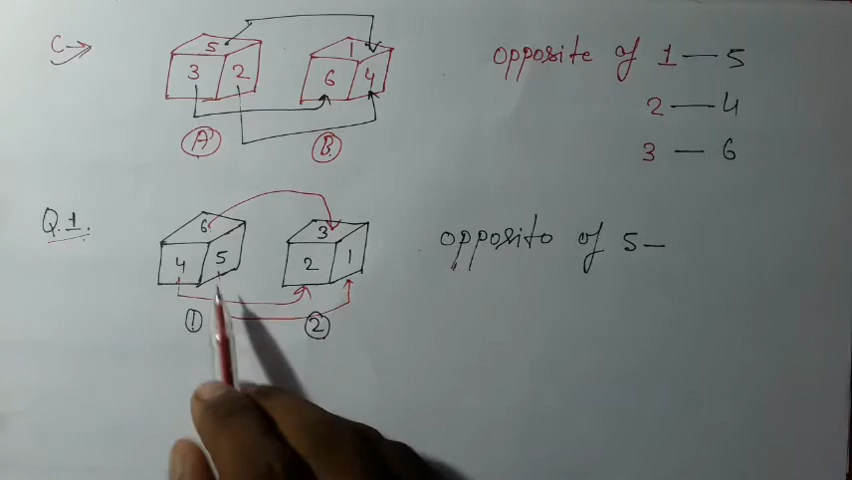 C→ 5 1 opposite of 1 — 5
3 2 6 4 2 — 4
A B 3 — 6
Q.1. 6 3 opposito of 5 —
4 5 2 1
1 2